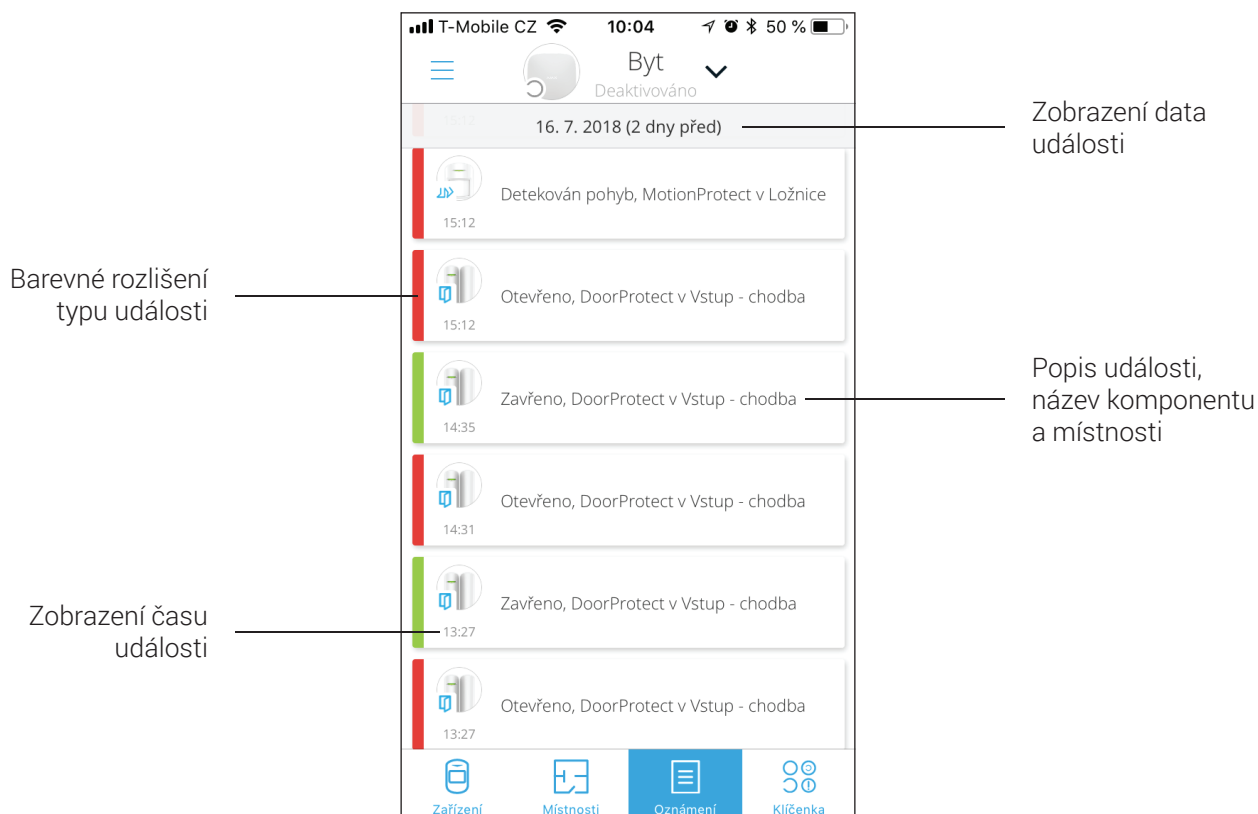 T-Mobile CZ 10:04 50 %
Byt
Deaktivováno
15:12
16. 7. 2018 (2 dny před)
Zobrazení data
události
Detekován pohyb, MotionProtect v Ložnice
15:12
Barevné rozlišení
typu události
Otevřeno, DoorProtect v Vstup - chodba
15:12
Zavřeno, DoorProtect v Vstup - chodba
14:35
Popis události,
název komponentu
a místnosti
Otevřeno, DoorProtect v Vstup - chodba
14:31
Zavřeno, DoorProtect v Vstup - chodba
13:27
Zobrazení času
události
Otevřeno, DoorProtect v Vstup - chodba
13:27
Zařízení Místnosti Oznámení Klíčenka